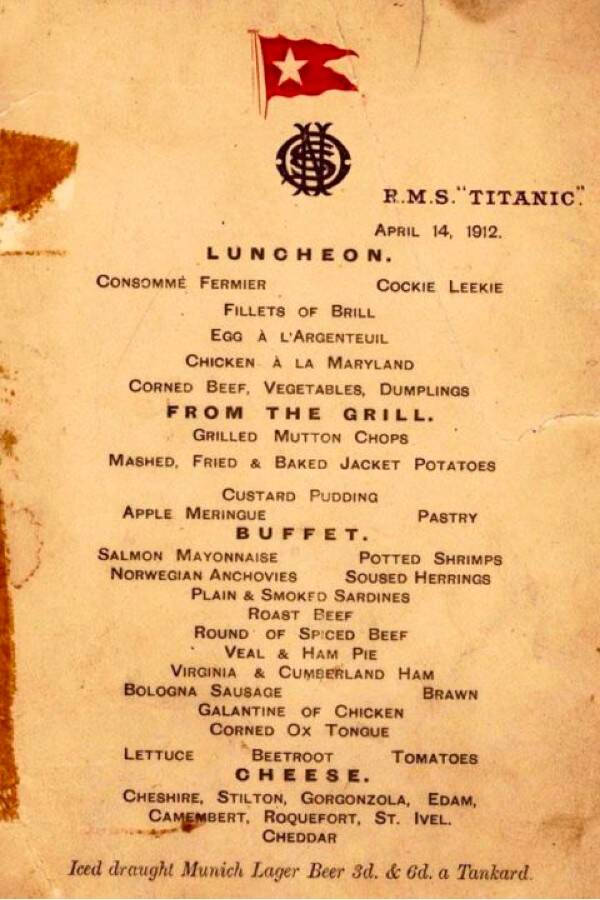 R.M.S. "TITANIC."
APRIL 14, 1912.
LUNCHEON.
CONSOMMÉ FERMIER COCKIE LEEKIE
FILLETS OF BRILL
EGG À L'ARGENTEUIL
CHICKEN À LA MARYLAND
CORNED BEEF, VEGETABLES, DUMPLINGS
FROM THE GRILL.
GRILLED MUTTON CHOPS
MASHED, FRIED & BAKED JACKET POTATOES
CUSTARD PUDDING
APPLE MERINGUE PASTRY
BUFFET.
SALMON MAYONNAISE POTTED SHRIMPS
NORWEGIAN ANCHOVIES SOUSED HERRINGS
PLAIN & SMOKED SARDINES
ROAST BEEF
ROUND OF SPICED BEEF
VEAL & HAM PIE
VIRGINIA & CUMBERLAND HAM
BOLOGNA SAUSAGE BRAWN
GALANTINE OF CHICKEN
CORNED OX TONGUE
LETTUCE BEETROOT TOMATOES
CHEESE.
CHESHIRE, STILTON, GORGONZOLA, EDAM,
CAMEMBERT, ROQUEFORT, ST. IVEL.
CHEDDAR
Iced draught Munich Lager Beer 3d. & 6d. a Tankard.